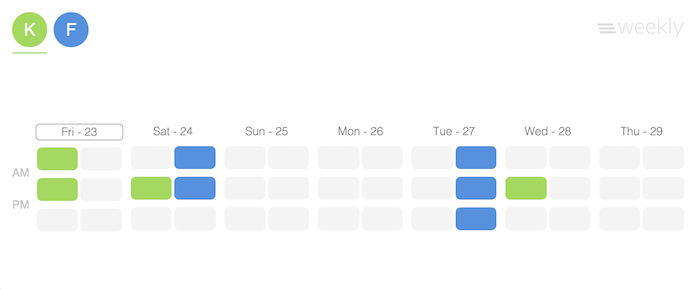 K F
weekly
Fri - 23 Sat - 24 Sun - 25 Mon - 26 Tue - 27 Wed - 28 Thu - 29
AM
PM